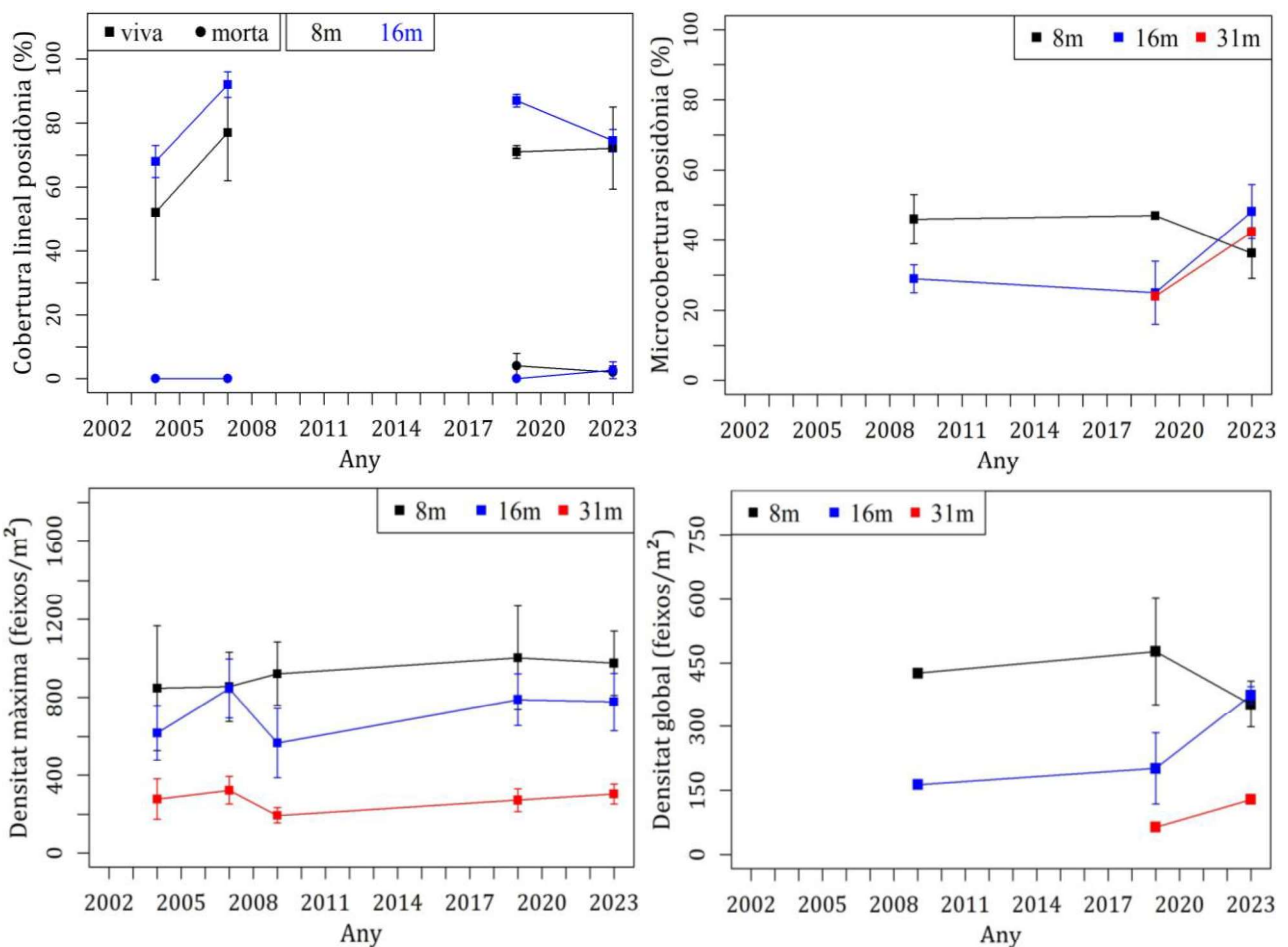 viva morta 8m 16m
Cobertura lineal posidònia (%)
100
80
60
40
20
0
2002 2005 2008 2011 2014 2017 2020 2023
Any
8m 16m 31m
Microcobertura posidònia (%)
100
80
60
40
20
0
2002 2005 2008 2011 2014 2017 2020 2023
Any
8m 16m 31m
Densitat màxima (feixos/m²)
1600
1200
800
400
0
2002 2005 2008 2011 2014 2017 2020 2023
Any
8m 16m 31m
Densitat global (feixos/m²)
750
600
450
300
150
0
2002 2005 2008 2011 2014 2017 2020 2023
Any